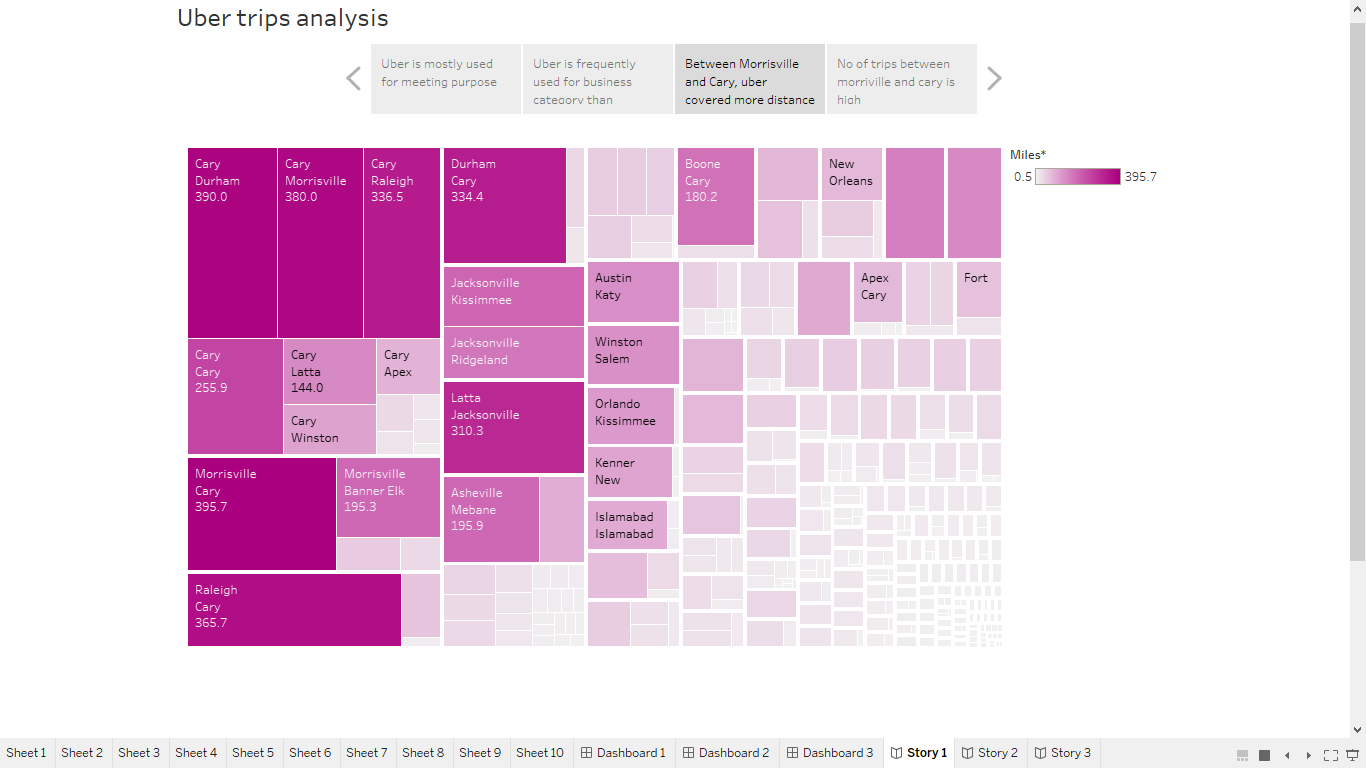 Uber trips analysis
Uber is mostly used
for meeting purpose
Uber is frequently
used for business
category than
Between Morrisville
and Cary, uber
covered more distance
No of trips between
morriville and cary is
high
Cary
Durham
390.0
Cary
Morrisville
380.0
Cary
Raleigh
336.5
Cary
Cary
255.9
Cary
Latta
144.0
Cary
Apex
Cary
Winston
Morrisville
Cary
395.7
Morrisville
Banner Elk
195.3
Raleigh
Cary
365.7
Durham
Cary
334.4
Jacksonville
Kissimmee
Jacksonville
Ridgeland
Latta
Jacksonville
310.3
Asheville
Mebane
195.9
Austin
Katy
Winston
Salem
Orlando
Kissimmee
Kenner
New
Islamabad
Islamabad
Boone
Cary
180.2
New
Orleans
Apex
Cary
Fort
Miles*
0.5 395.7
Sheet 1 Sheet 2 Sheet 3 Sheet 4 Sheet 5 Sheet 6 Sheet 7 Sheet 8 Sheet 9 Sheet 10 Dashboard 1 Dashboard 2 Dashboard 3 Story 1 Story 2 Story 3